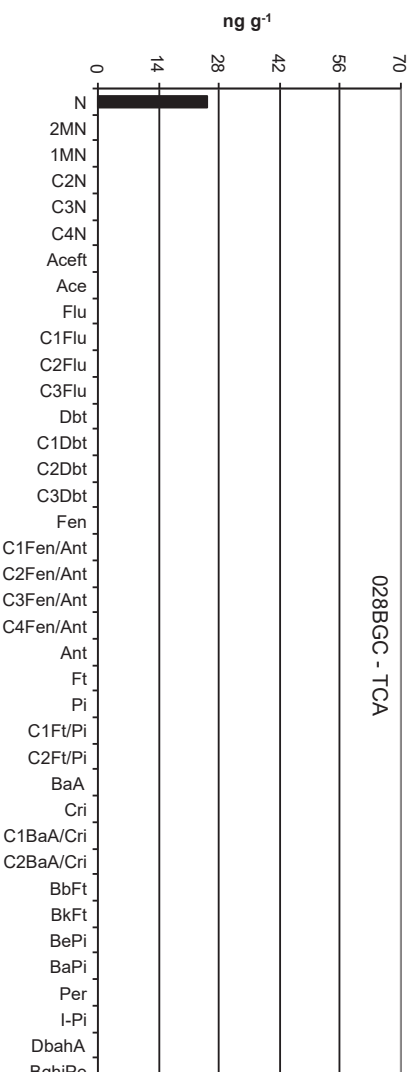 ng g-1
0
14
28
42
56
70
N
2MN
1MN
C2N
C3N
C4N
Aceft
Ace
Flu
C1Flu
C2Flu
C3Flu
Dbt
C1Dbt
C2Dbt
C3Dbt
Fen
C1Fen/Ant
C2Fen/Ant
C3Fen/Ant
C4Fen/Ant
Ant
Ft
Pi
C1Ft/Pi
C2Ft/Pi
BaA
Cri
C1BaA/Cri
C2BaA/Cri
BbFt
BkFt
BePi
BaPi
Per
I-Pi
DbahA
028BGC - TCA